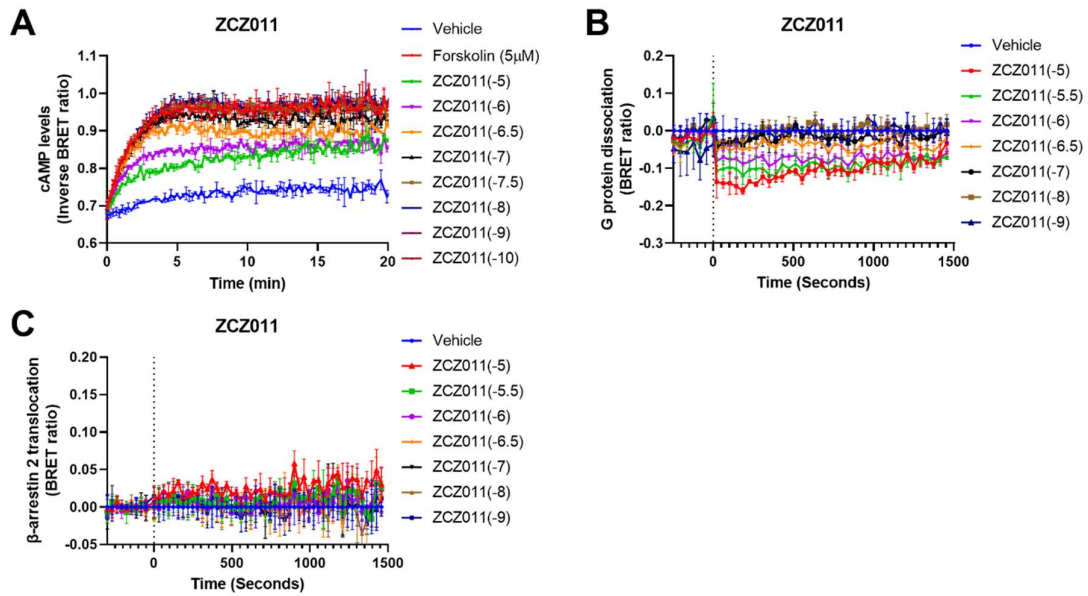 A
ZCZ011
cAMP levels
(Inverse BRET ratio)
1.1
1.0
0.9
0.8
0.7
0.6
0
5
10
15
20
Time (min)
Vehicle
Forskolin (5µM)
ZCZ011(-5)
ZCZ011(-6)
ZCZ011(-6.5)
ZCZ011(-7)
ZCZ011(-7.5)
ZCZ011(-8)
ZCZ011(-9)
ZCZ011(-10)
B
ZCZ011
G protein dissociation
(BRET ratio)
0.2
0.1
0.0
-0.1
-0.2
-0.3
0
500
1000
1500
Time (Seconds)
Vehicle
ZCZ011(-5)
ZCZ011(-5.5)
ZCZ011(-6)
ZCZ011(-6.5)
ZCZ011(-7)
ZCZ011(-8)
ZCZ011(-9)
C
ZCZ011
β-arrestin 2 translocation
(BRET ratio)
0.20
0.15
0.10
0.05
0.00
-0.05
0
500
1000
1500
Time (Seconds)
Vehicle
ZCZ011(-5)
ZCZ011(-5.5)
ZCZ011(-6)
ZCZ011(-6.5)
ZCZ011(-7)
ZCZ011(-8)
ZCZ011(-9)